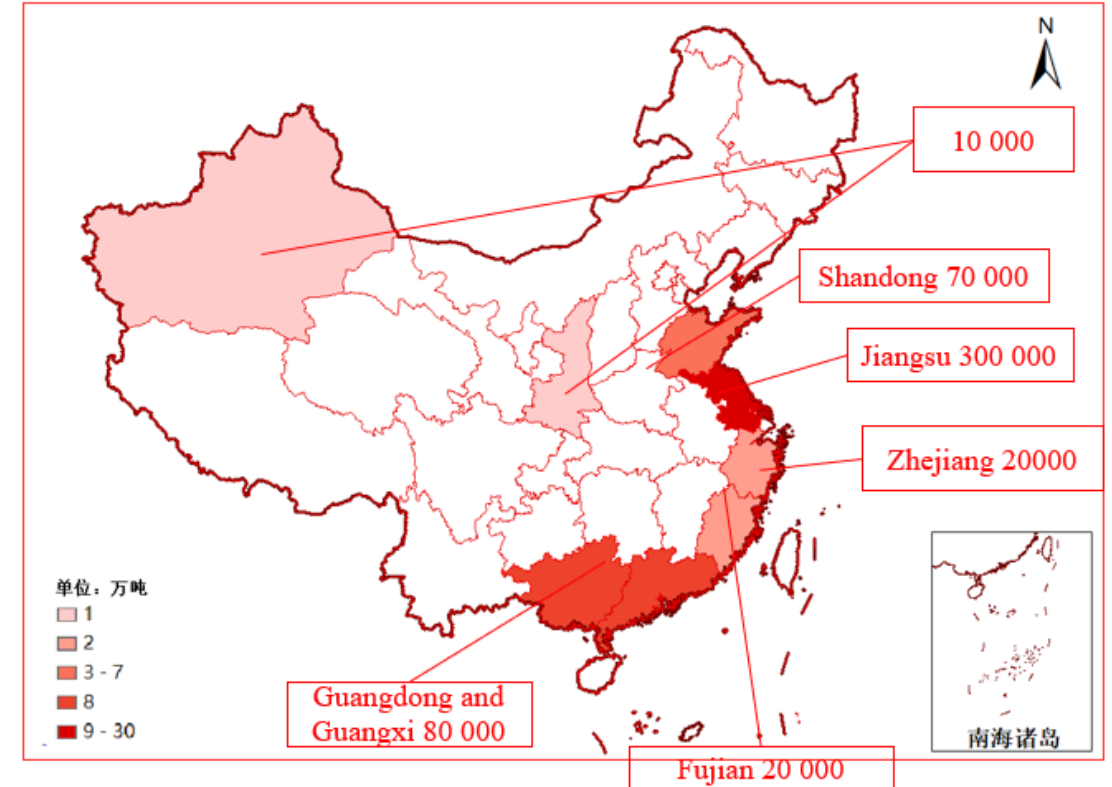 N
10 000
Shandong 70 000
Jiangsu 300 000
Zhejiang 20000
单位：万吨
1
2
3 - 7
8
9 - 30
Guangdong and
Guangxi 80 000
南海诸岛
Fujian 20 000